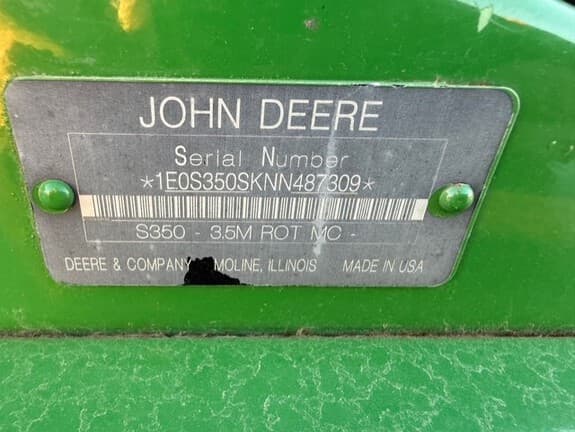 JOHN DEERE
Serial Number
*1E0S350SKNN487309*
S350 - 3.5M ROT MC -
DEERE & COMPANY MOLINE, ILLINOIS MADE IN USA